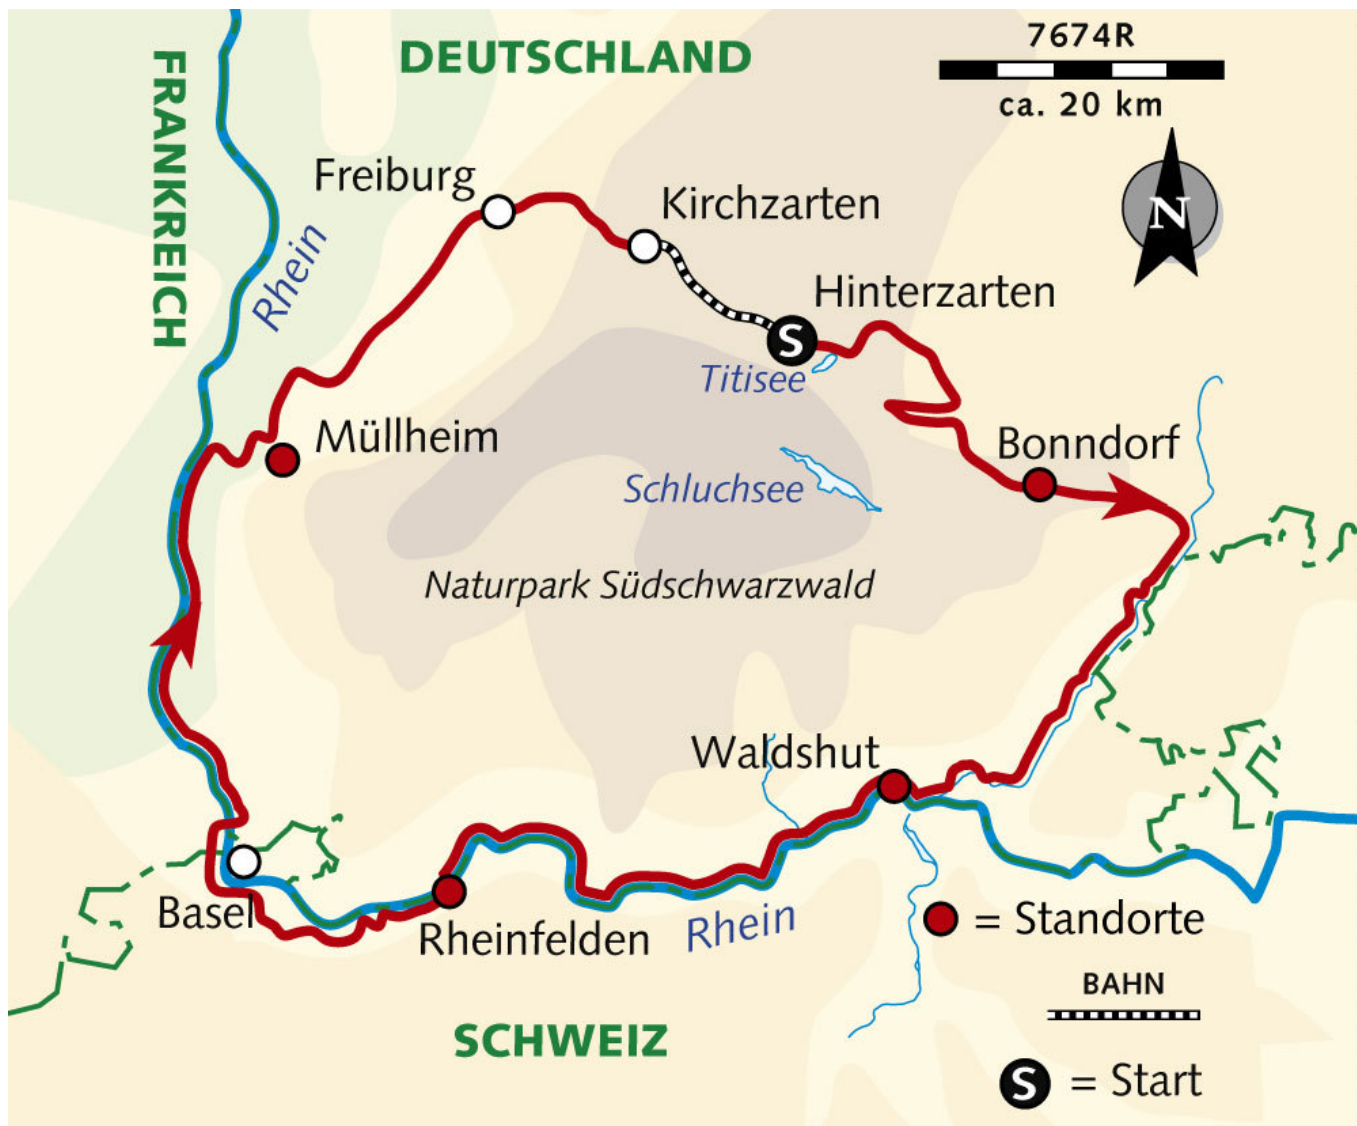 DEUTSCHLAND
7674R
ca. 20 km
FRANKREICH
N
Freiburg
Kirchzarten
Rhein
Hinterzarten
S
Titisee
Müllheim
Bonndorf
Schluchsee
Naturpark Südschwarzwald
Waldshut
Basel
Rheinfelden
Rhein
= Standorte
BAHN
SCHWEIZ
S = Start